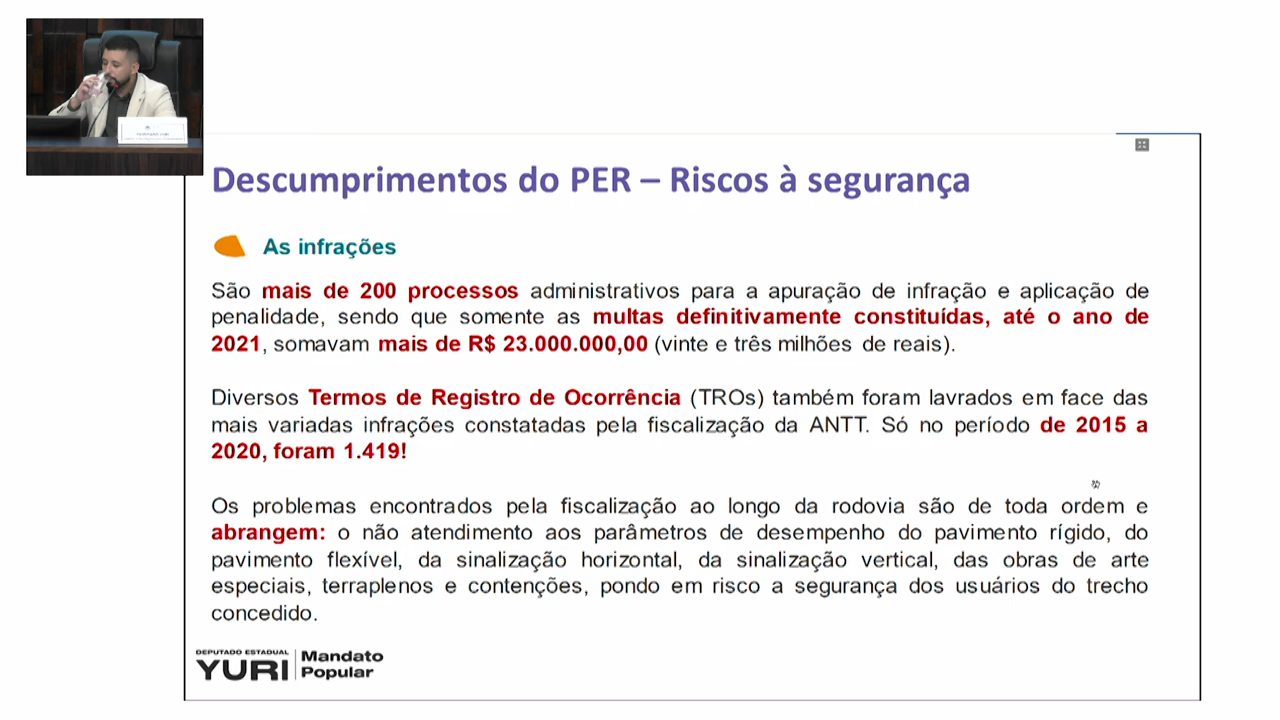 Descumprimentos do PER – Riscos à segurança
As infrações
São mais de 200 processos administrativos para a apuração de infração e aplicação de
penalidade, sendo que somente as multas definitivamente constituídas, até o ano de
2021, somavam mais de R$ 23.000.000,00 (vinte e três milhões de reais).
Diversos Termos de Registro de Ocorrência (TROs) também foram lavrados em face das
mais variadas infrações constatadas pela fiscalização da ANTT. Só no período de 2015 a
2020, foram 1.419!
Os problemas encontrados pela fiscalização ao longo da rodovia são de toda ordem e
abrangem: o não atendimento aos parâmetros de desempenho do pavimento rígido, do
pavimento flexível, da sinalização horizontal, da sinalização vertical, das obras de arte
especiais, terraplenos e contenções, pondo em risco a segurança dos usuários do trecho
concedido.
DEPUTADO ESTADUAL
YURI
Mandato
Popular